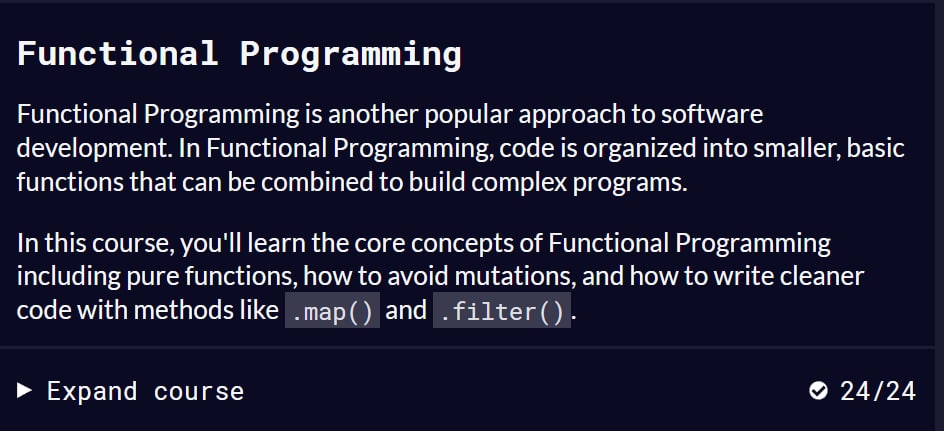 Functional Programming
Functional Programming is another popular approach to software
development. In Functional Programming, code is organized into smaller, basic
functions that can be combined to build complex programs.
In this course, you'll learn the core concepts of Functional Programming
including pure functions, how to avoid mutations, and how to write cleaner
code with methods like .map() and .filter().
Expand course 24/24